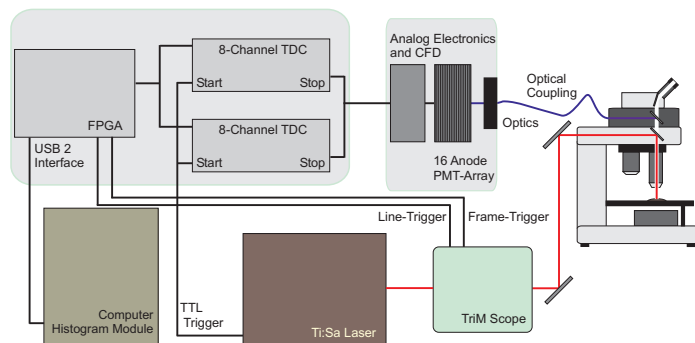 8-Channel TDC
Start
Stop
FPGA
8-Channel TDC
Start
Stop
USB 2
Interface
Analog Electronics
and CFD
Optical
Coupling
Optics
16 Anode
PMT-Array
Line-Trigger
Frame-Trigger
Computer
Histogram Module
TTL
Trigger
Ti:Sa Laser
TriM Scope